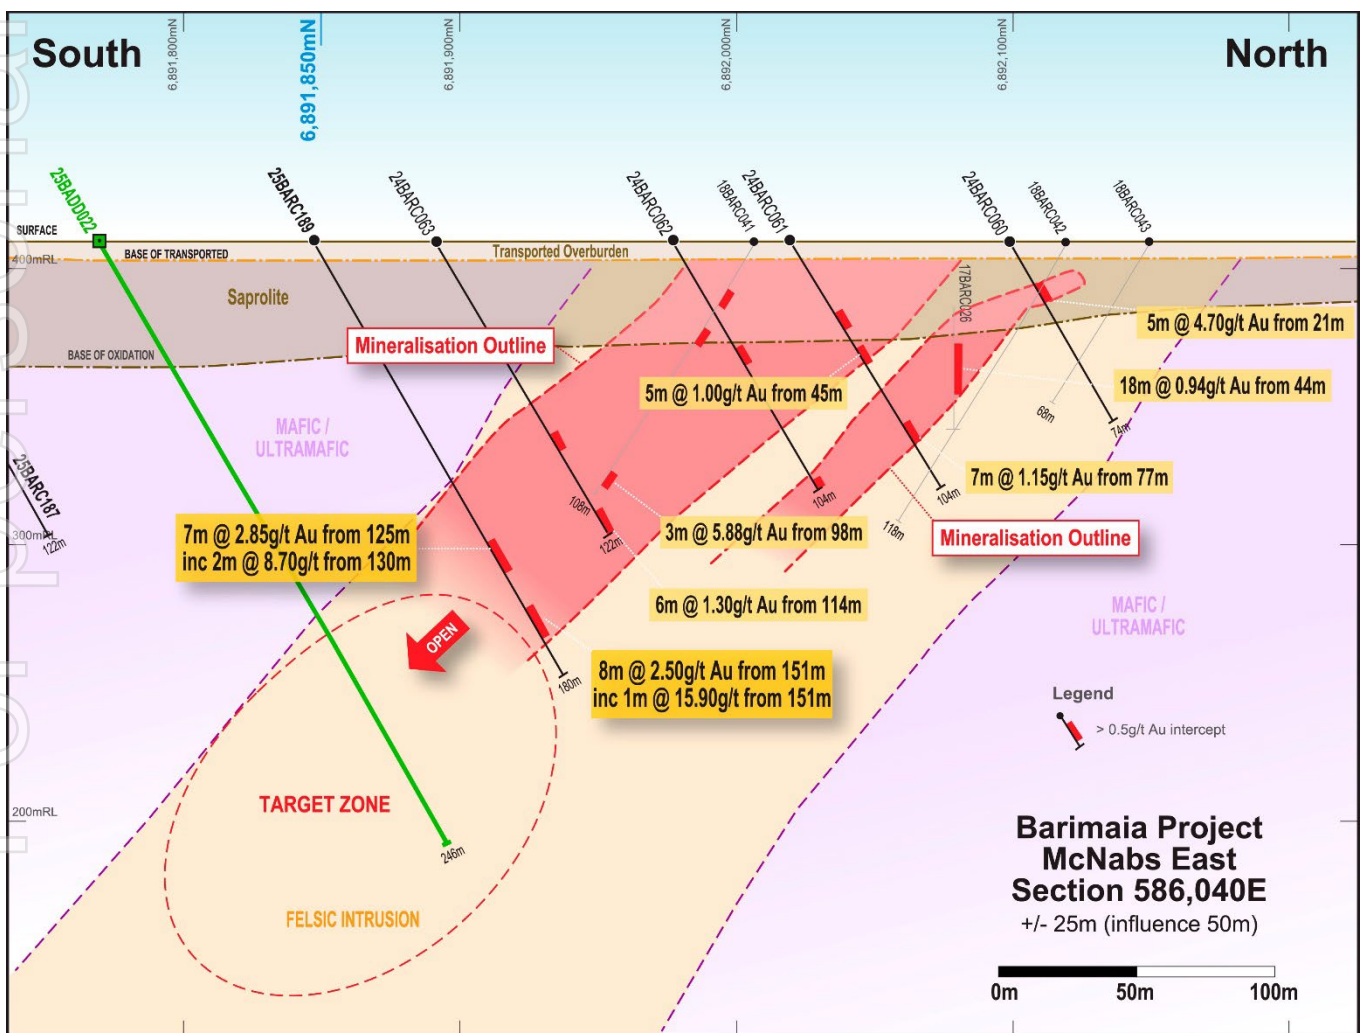 South
North
6,891,800mN
6,891,850mN
6,891,900mN
6,892,000mN
6,892,100mN
25BADD022
25BARC189
24BARC063
24BARC062
18BARC041
24BARC061
24BARC060
18BARC042
18BARC043
SURFACE
BASE OF TRANSPORTED
Transported Overburden
400mRL
Saprolite
17BARC026
BASE OF OXIDATION
Mineralisation Outline
5m @ 4.70g/t Au from 21m
5m @ 1.00g/t Au from 45m
18m @ 0.94g/t Au from 44m
68m
74m
MAFIC /
ULTRAMAFIC
25BARC187
122m
300mRL
7m @ 1.15g/t Au from 77m
108m
122m
104m
104m
118m
7m @ 2.85g/t Au from 125m
inc 2m @ 8.70g/t from 130m
3m @ 5.88g/t Au from 98m
Mineralisation Outline
6m @ 1.30g/t Au from 114m
MAFIC /
ULTRAMAFIC
OPEN
8m @ 2.50g/t Au from 151m
inc 1m @ 15.90g/t from 151m
180m
Legend
> 0.5g/t Au intercept
200mRL
TARGET ZONE
246m
FELSIC INTRUSION
Barimaia Project
McNabs East
Section 586,040E
+/- 25m (influence 50m)
0m
50m
100m